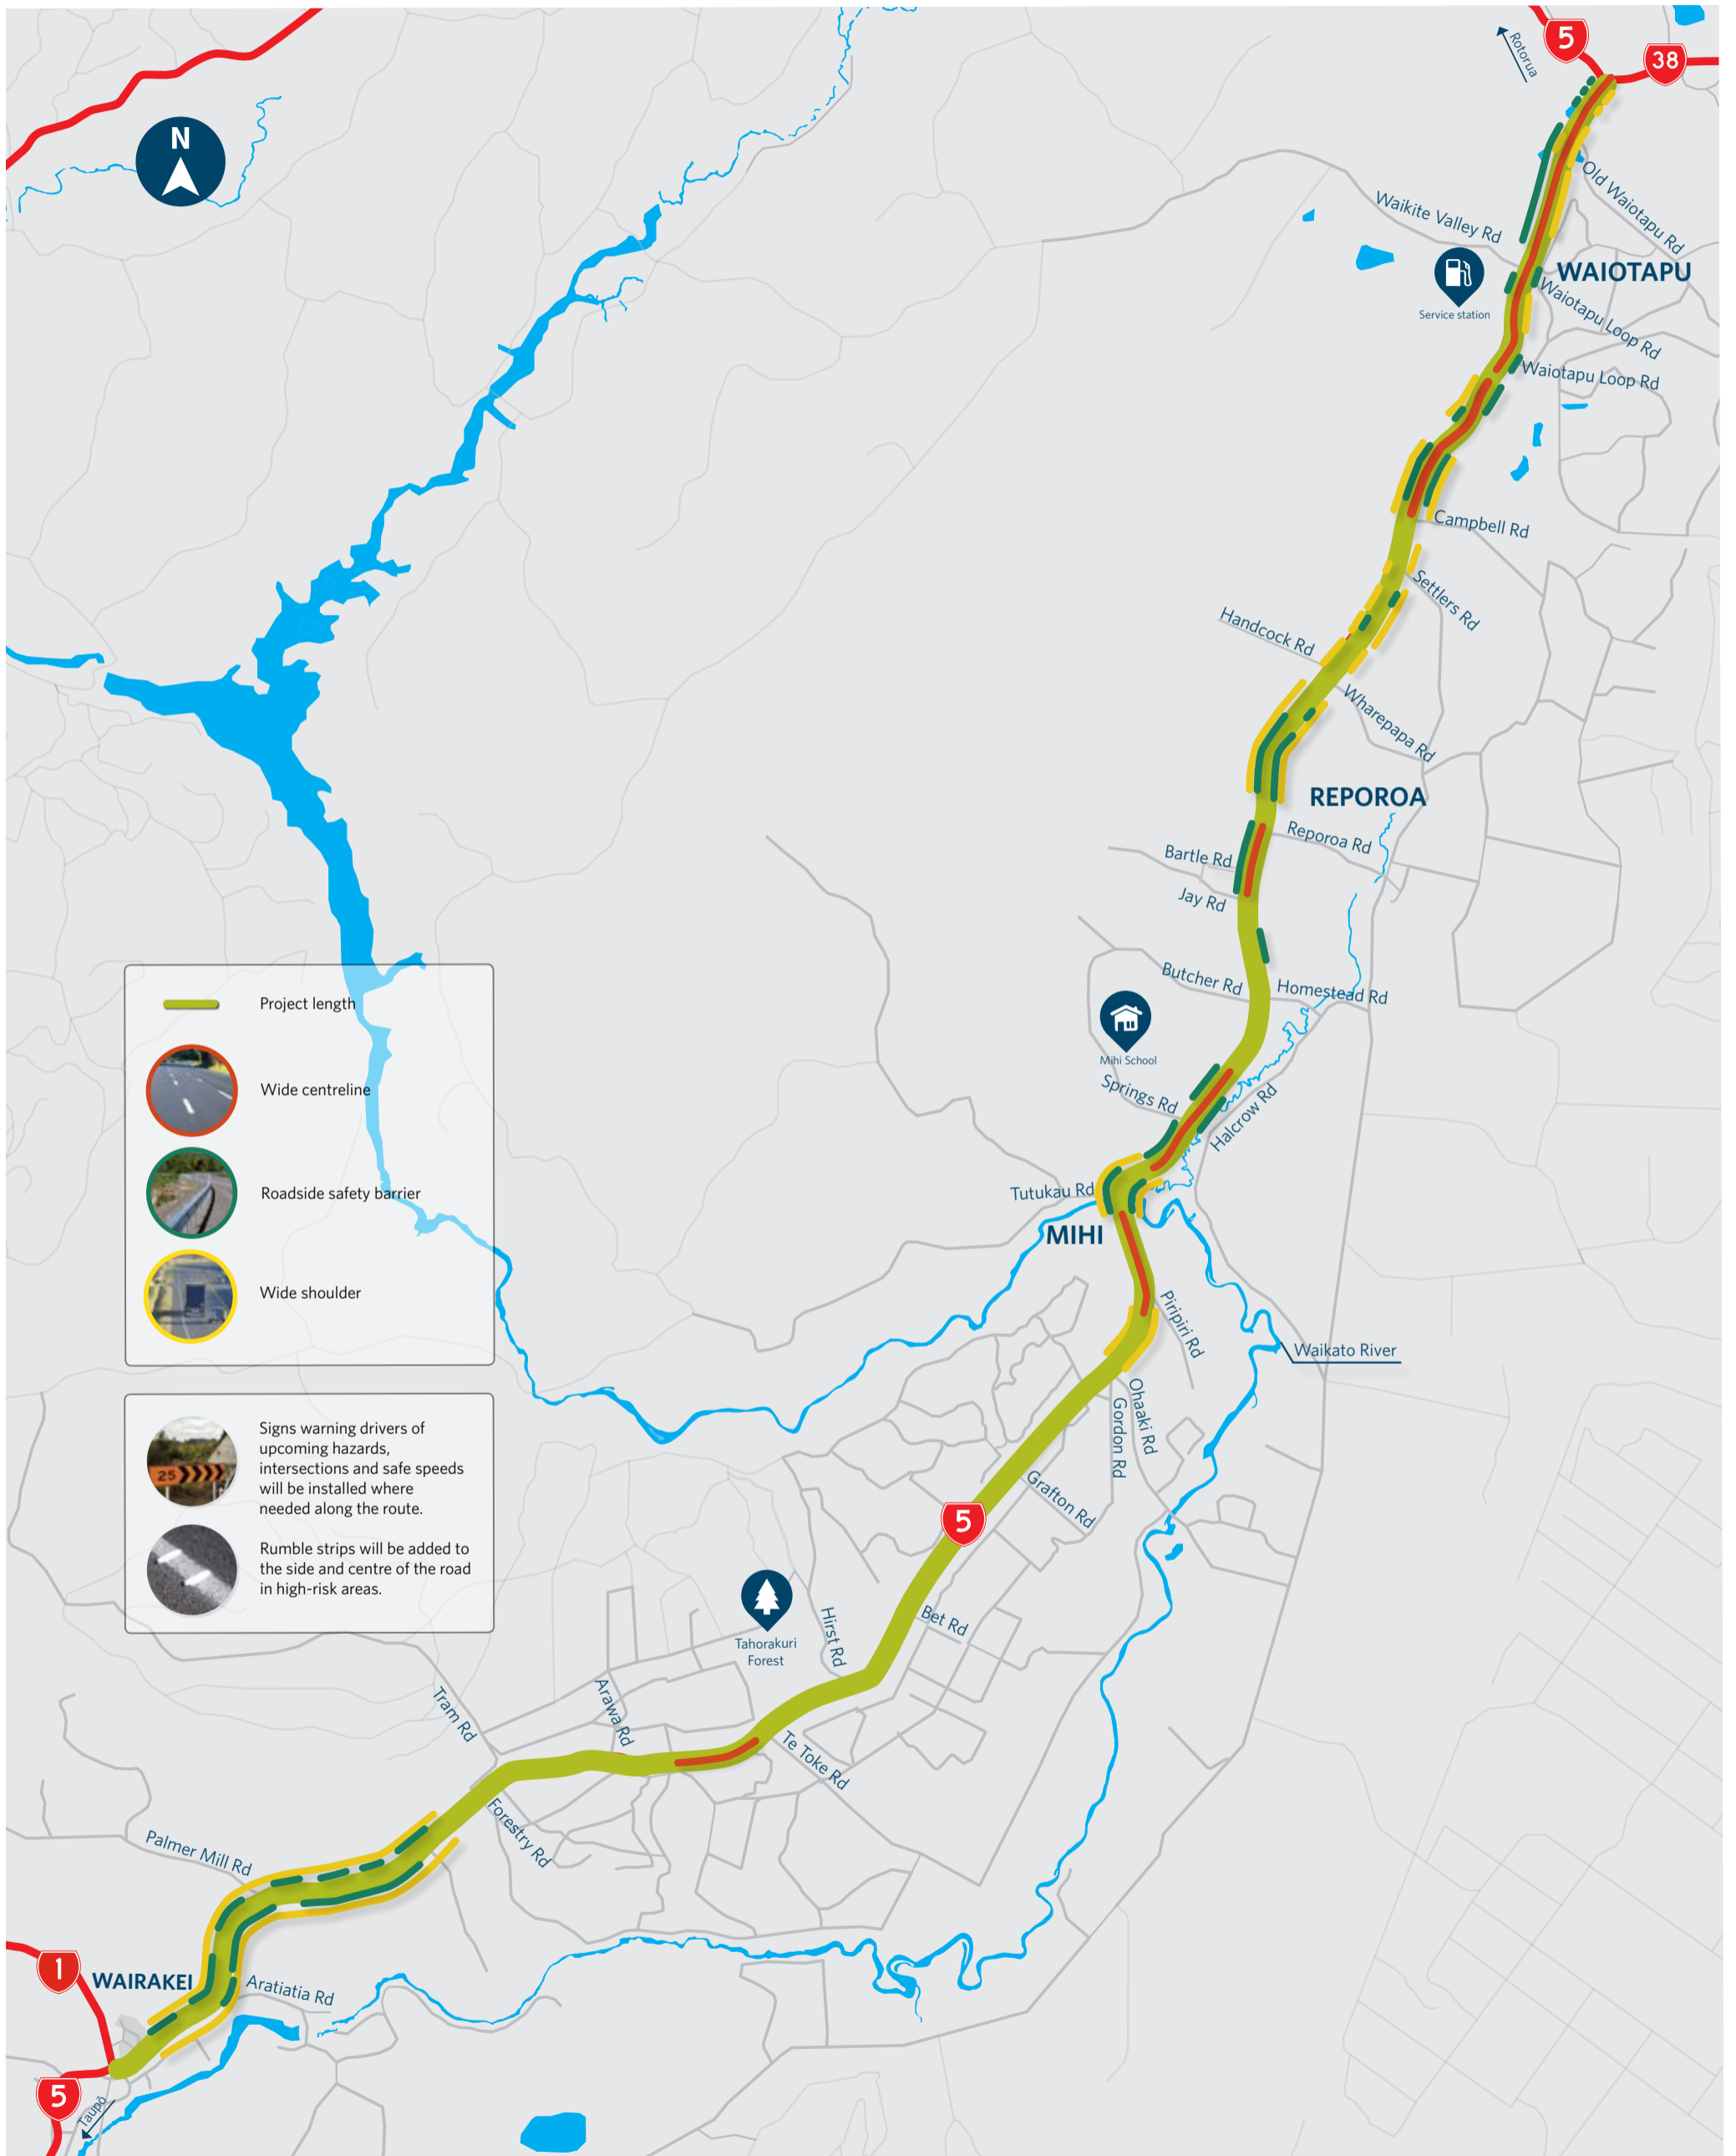 5
38
Rotorua
N
Old Waiotapu Rd
Waikite Valley Rd
WAIOTAPU
Service station
Waiotapu Loop Rd
Waiotapu Loop Rd
Campbell Rd
Settlers Rd
Handcock Rd
Wharepapa Rd
REPOROA
Reporoa Rd
Bartle Rd
Jay Rd
Butcher Rd
Homestead Rd
Mihi School
Springs Rd
Halcrow Rd
Tutukau Rd
MIHI
Piripiri Rd
Waikato River
Ohaaki Rd
Gordon Rd
Grafton Rd
5
Bet Rd
Hirst Rd
Tahorakuri
Forest
Arawa Rd
Tram Rd
Te Toke Rd
Forestry Rd
Palmer Mill Rd
1
WAIRAKEI
Aratiatia Rd
5
Taupō
Project length
Wide centreline
Roadside safety barrier
Wide shoulder
25
Signs warning drivers of
upcoming hazards,
intersections and safe speeds
will be installed where
needed along the route.
Rumble strips will be added to
the side and centre of the road
in high-risk areas.